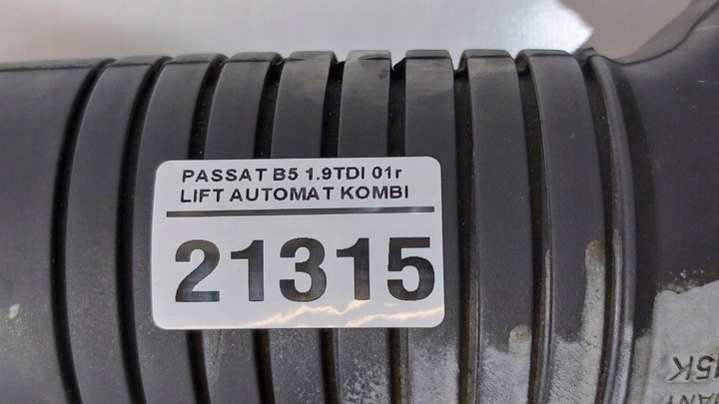 PASSAT B5 1.9TDI 01r
LIFT AUTOMAT KOMBI
21315